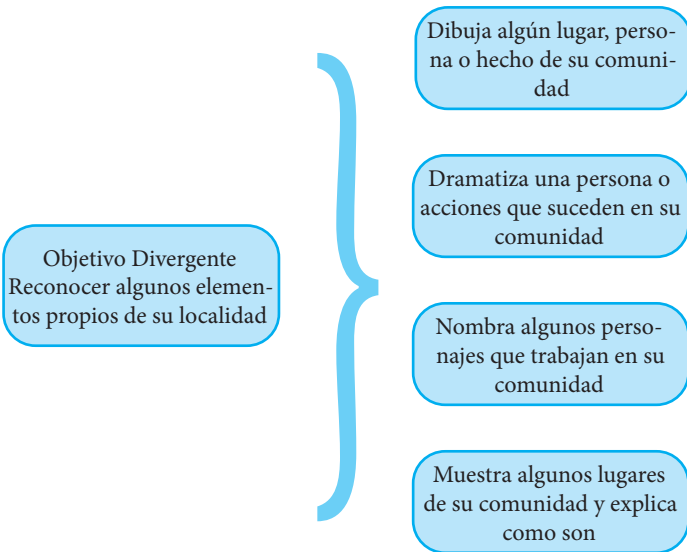 Objetivo Divergente
Reconocer algunos elemen-
tos propios de su localidad
Dibuja algún lugar, perso-
na o hecho de su comuni-
dad
Dramatiza una persona o
acciones que suceden en su
comunidad
Nombra algunos perso-
najes que trabajan en su
comunidad
Muestra algunos lugares
de su comunidad y explica
como son